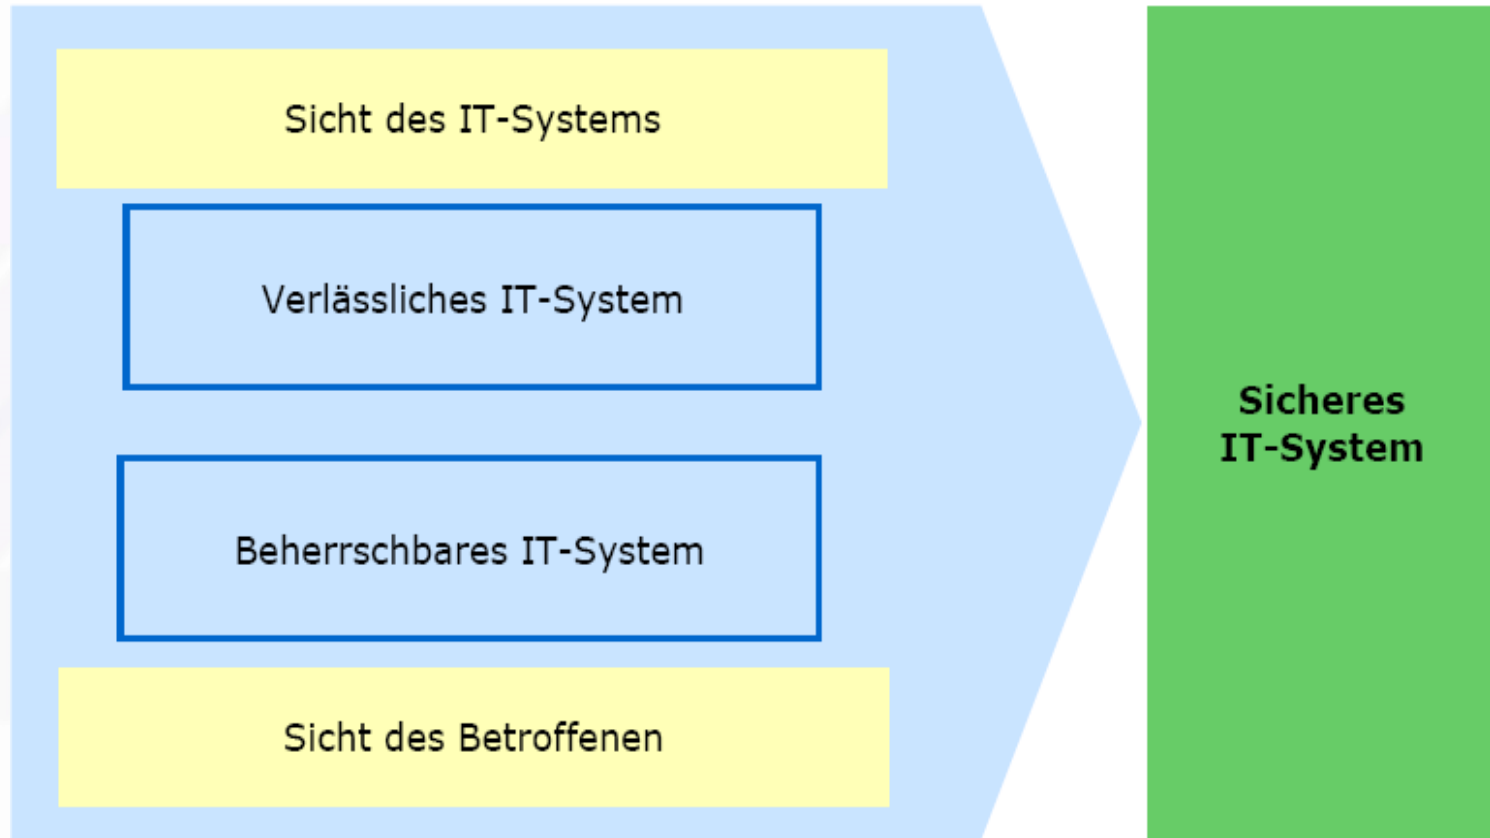 Sicht des IT-Systems
Verlässliches IT-System
Beherrschbares IT-System
Sicht des Betroffenen
Sicheres
IT-System